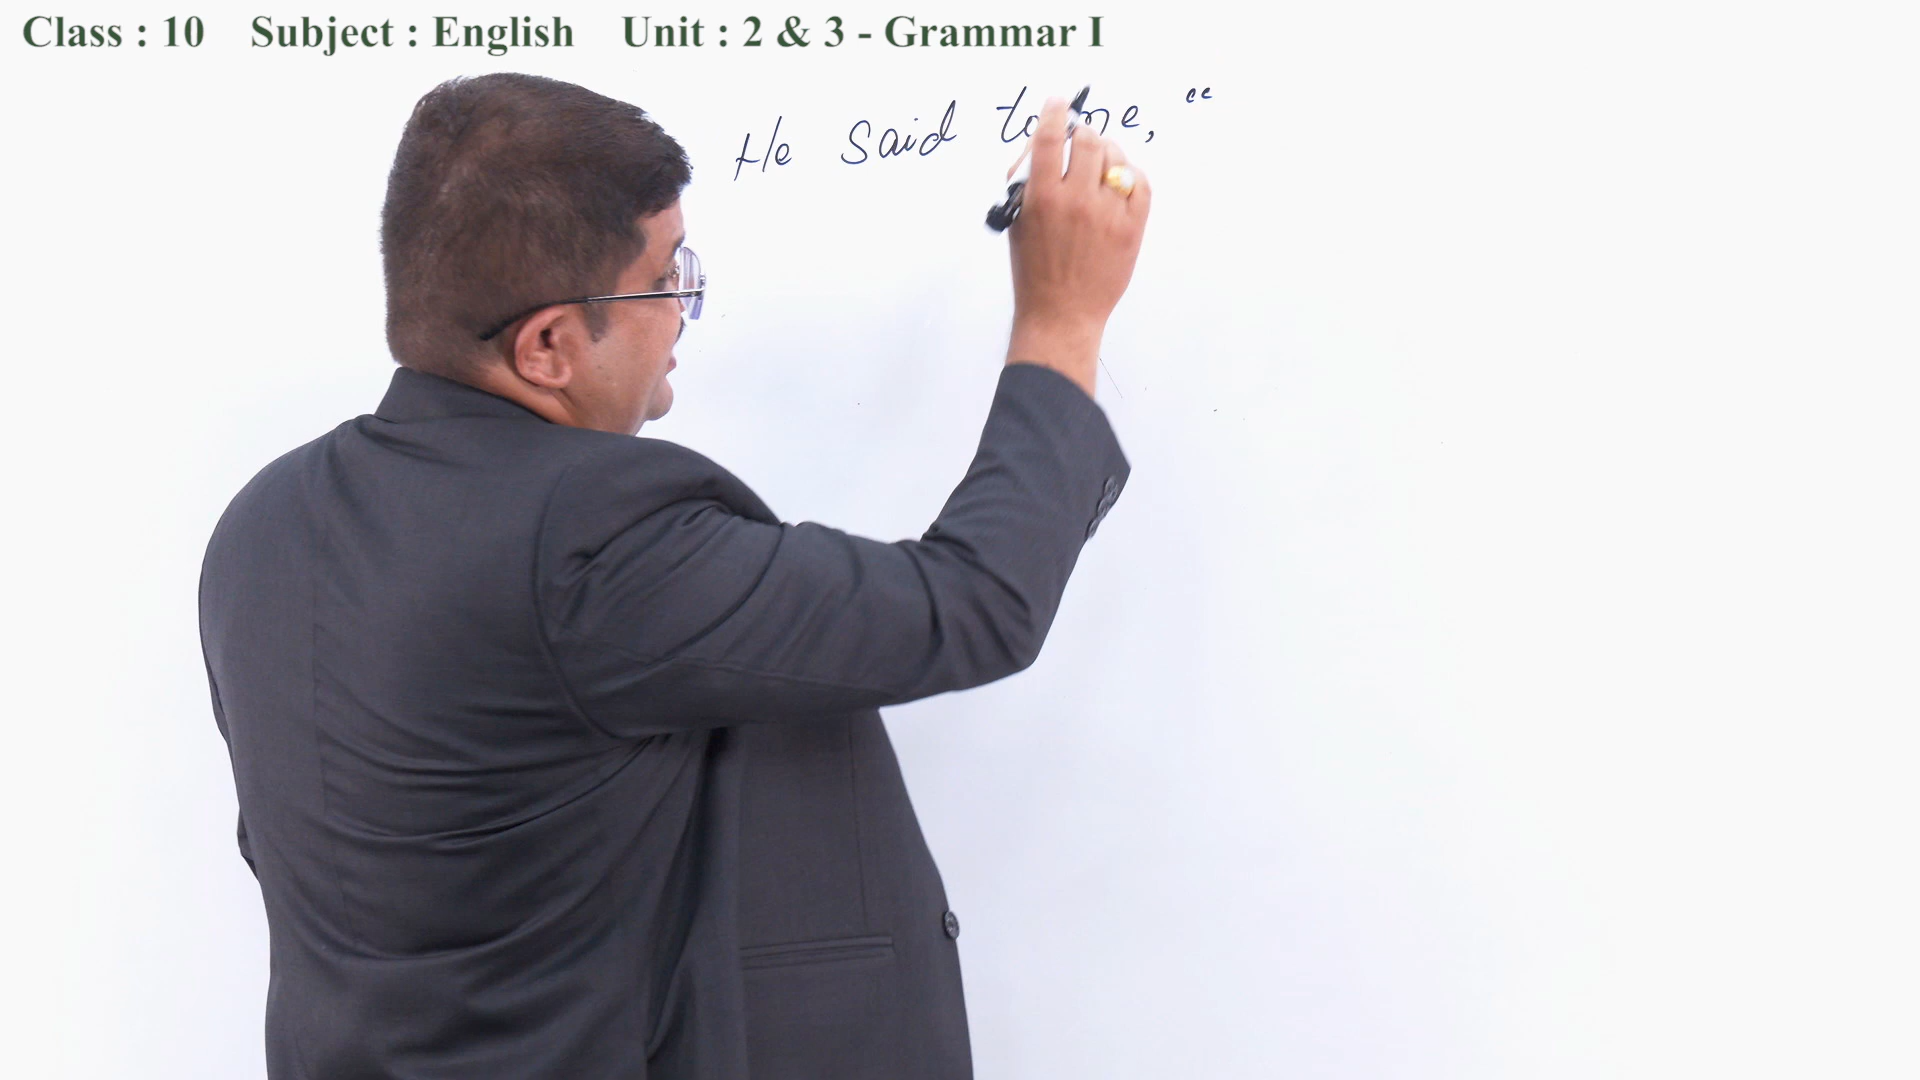 Class : 10 Subject : English Unit : 2 & 3 - Grammar I
He said to me, “